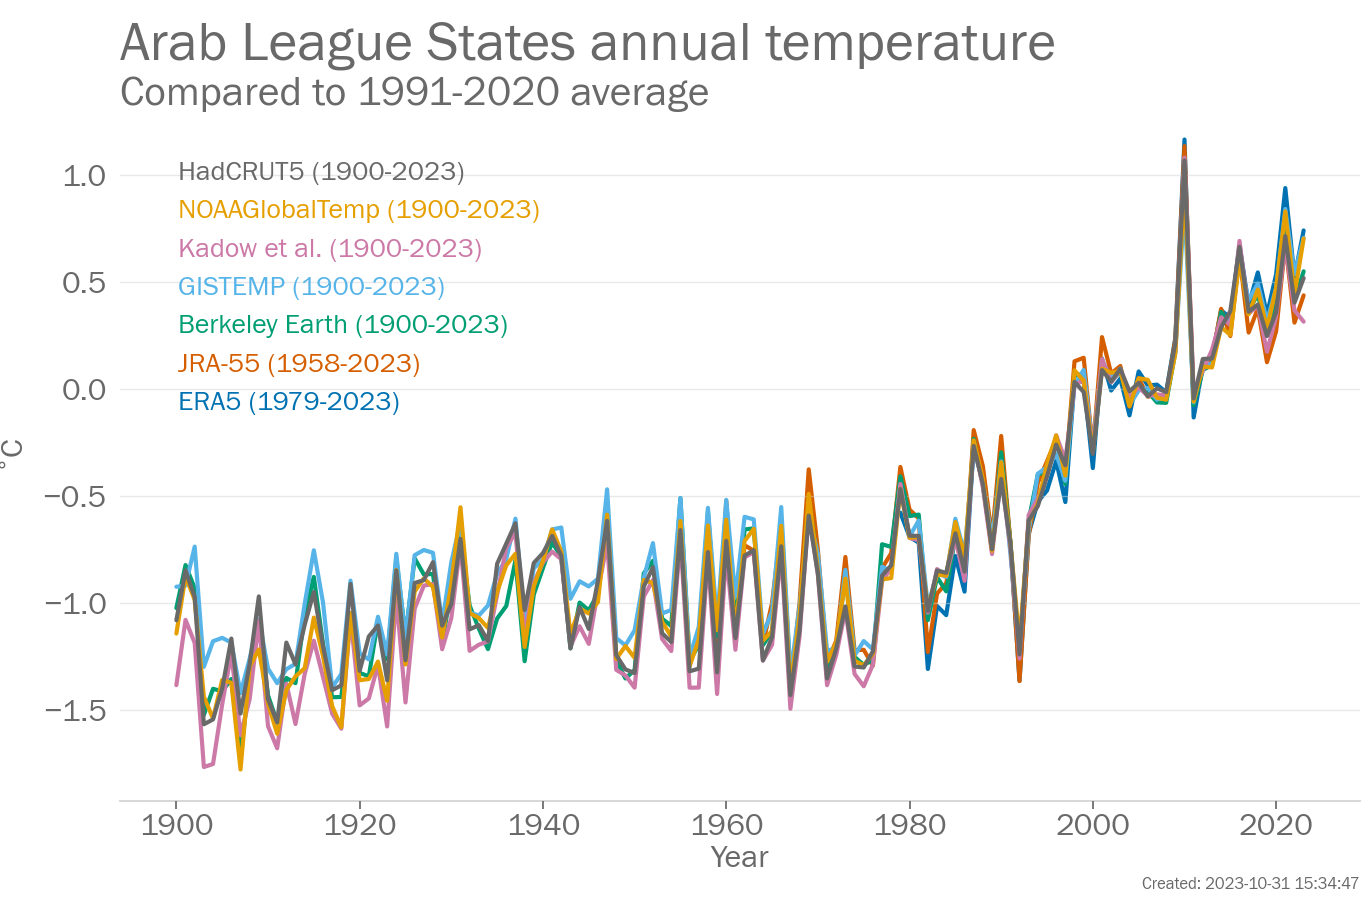 Arab League States annual temperature
Compared to 1991-2020 average
HadCRUT5 (1900-2023)
NOAAGlobalTemp (1900-2023)
Kadow et al. (1900-2023)
GISTEMP (1900-2023)
Berkeley Earth (1900-2023)
JRA-55 (1958-2023)
ERA5 (1979-2023)
1.0
0.5
0.0
−0.5
−1.0
−1.5
°C
1900 1920 1940 1960 1980 2000 2020
Year
Created: 2023-10-31 15:34:47